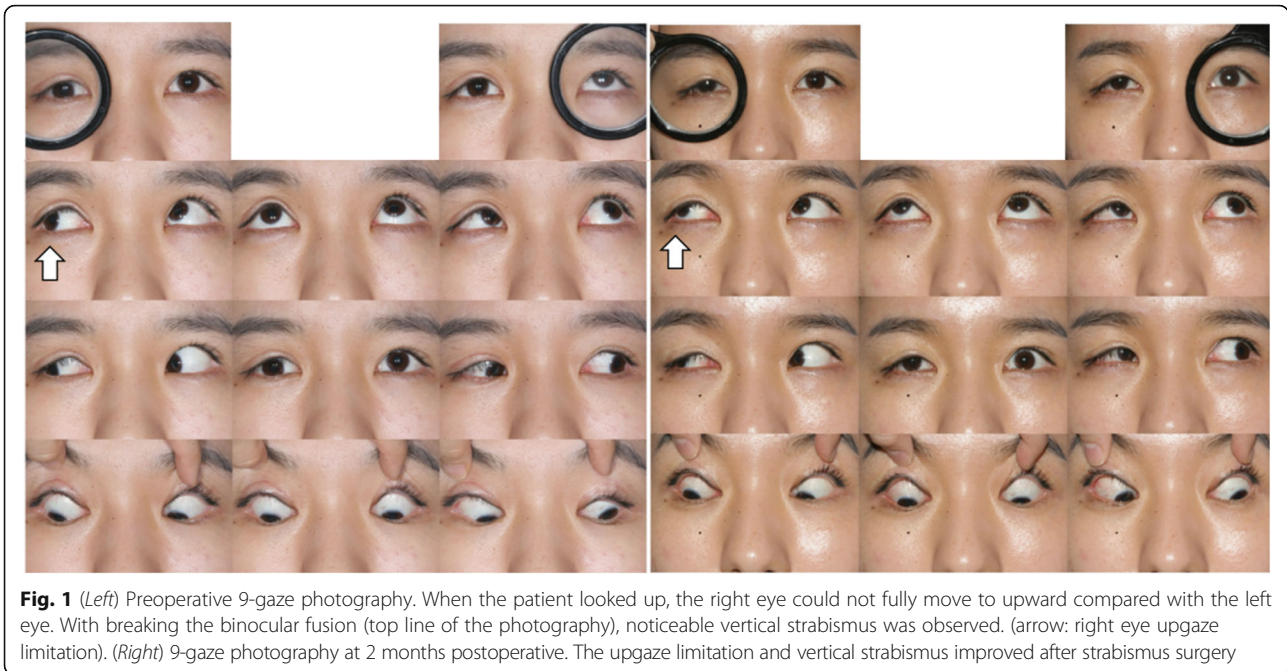 Fig. 1 (Left) Preoperative 9-gaze photography. When the patient looked up, the right eye could not fully move to upward compared with the left
eye. With breaking the binocular fusion (top line of the photography), noticeable vertical strabismus was observed. (arrow: right eye upgaze
limitation). (Right) 9-gaze photography at 2 months postoperative. The upgaze limitation and vertical strabismus improved after strabismus surgery